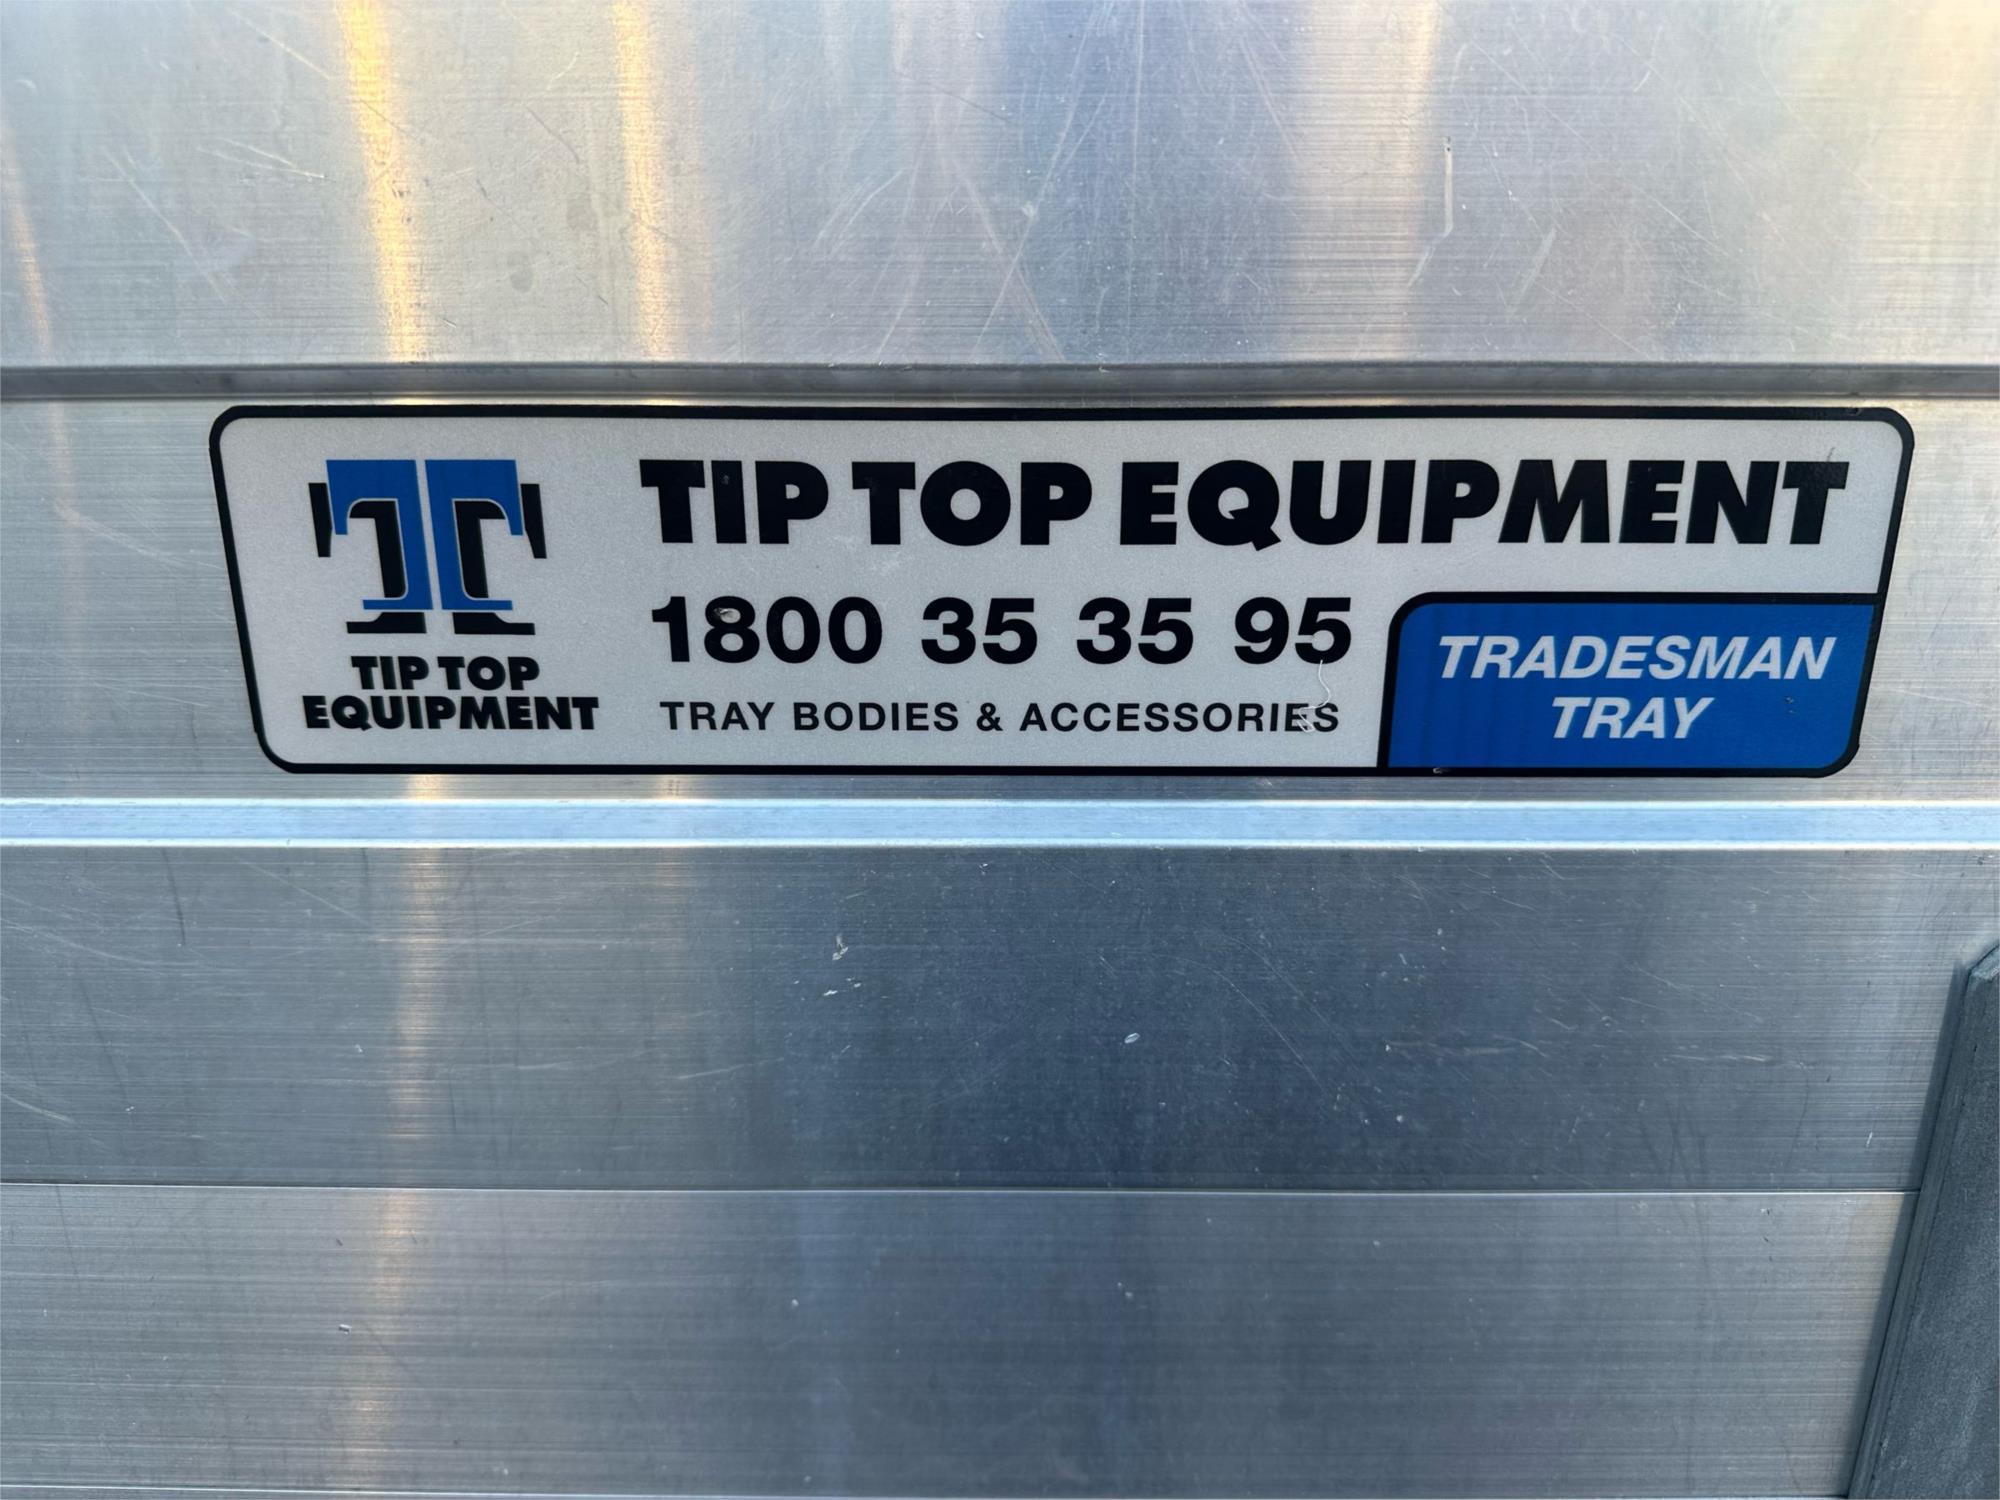 TIP TOP
EQUIPMENT
TIP TOP EQUIPMENT
1800 35 35 95
TRAY BODIES & ACCESSORIES
TRADESMAN
TRAY